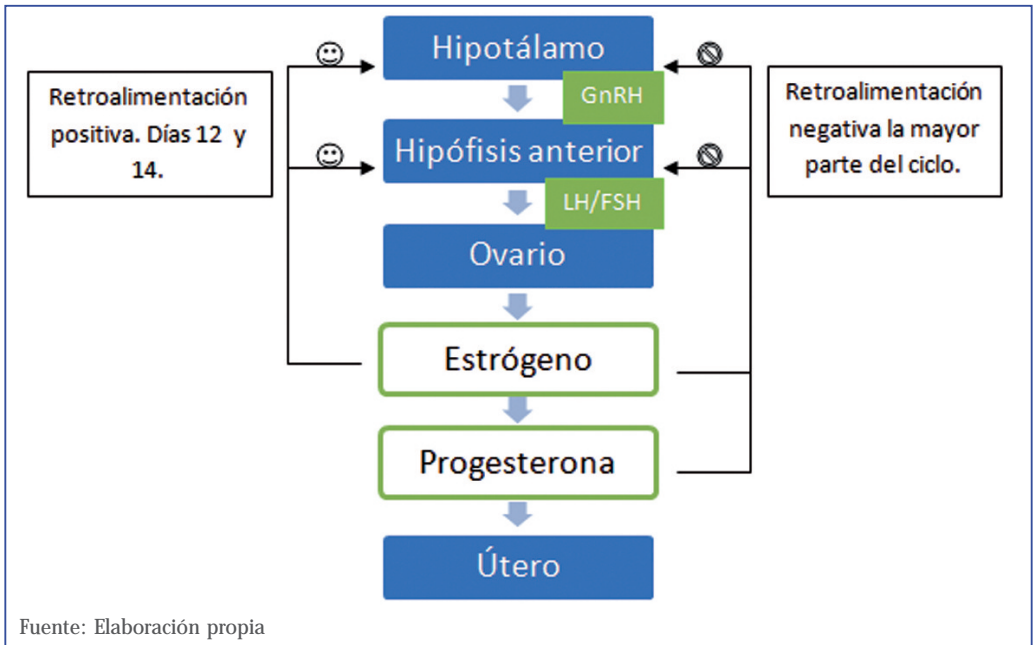 Hipotálamo
GnRH
Retroalimentación
positiva. Días 12 y
14.
Retroalimentación
negativa la mayor
parte del ciclo.
Hipófisis anterior
LH/FSH
Ovario
Estrógeno
Progesterona
Útero
Fuente: Elaboración propia